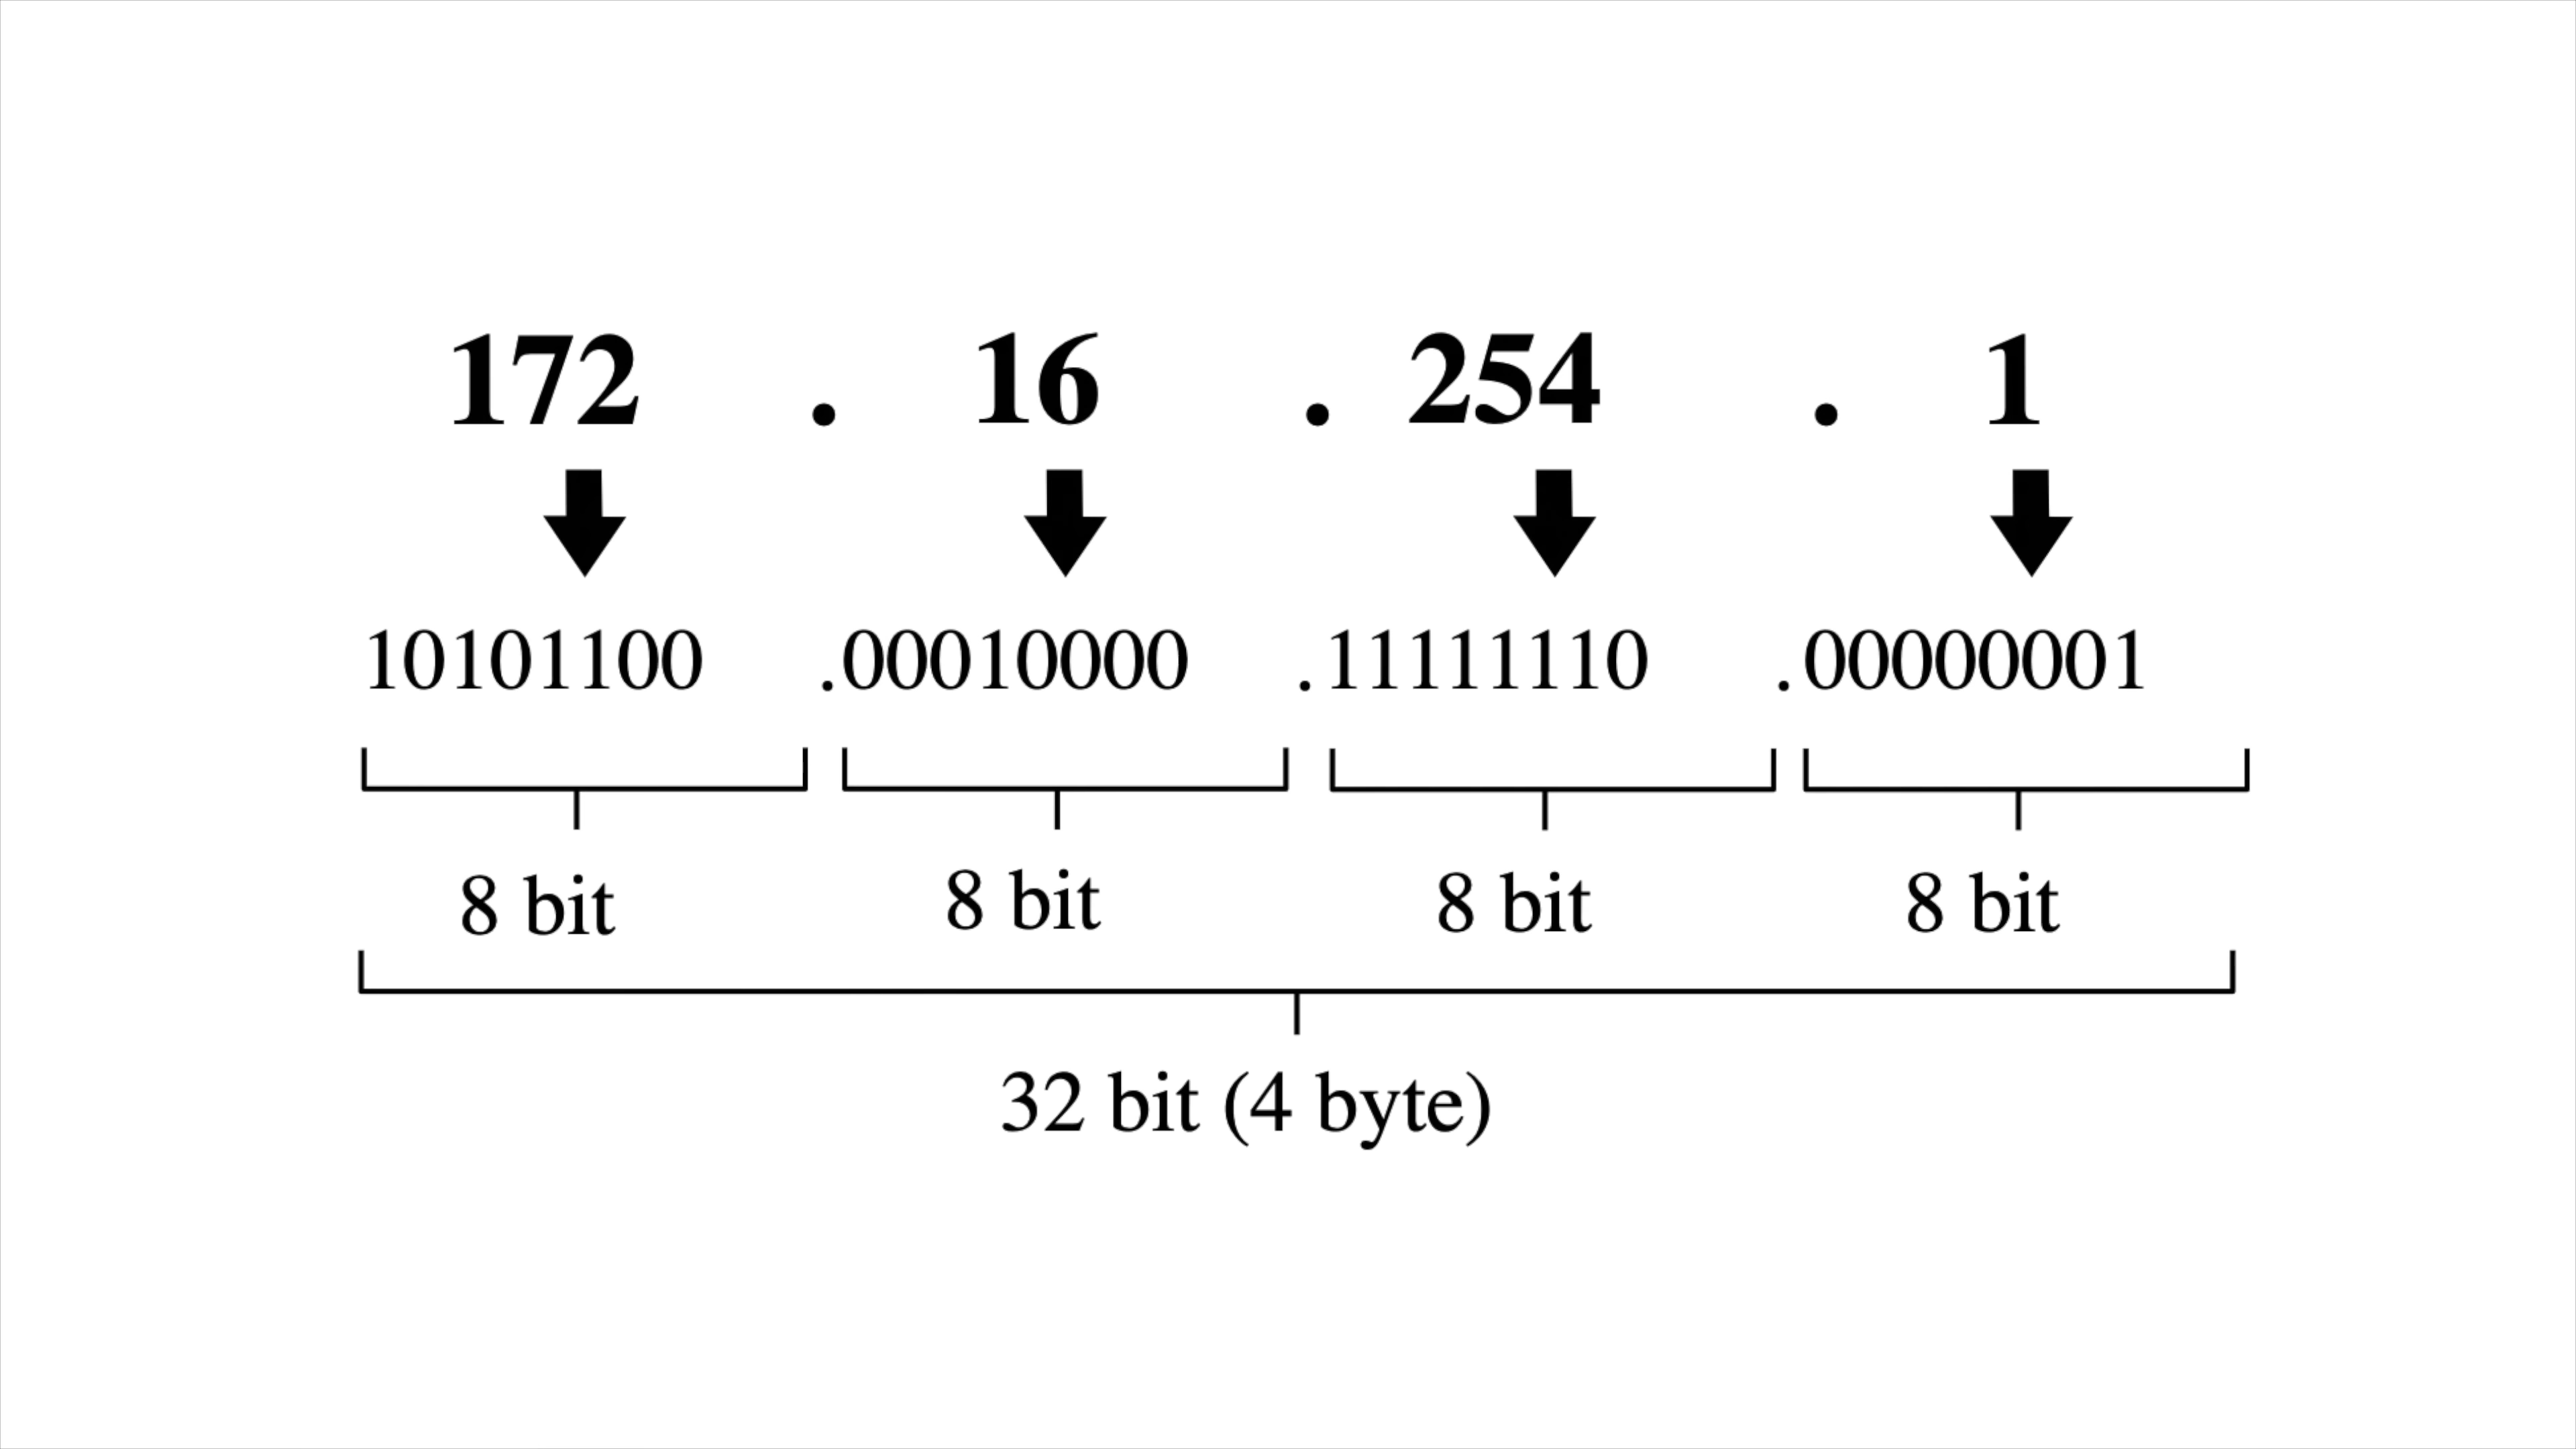 172 . 16 . 254 . 1
10101100 .00010000 .11111110 .00000001
8 bit 8 bit 8 bit 8 bit
32 bit (4 byte)